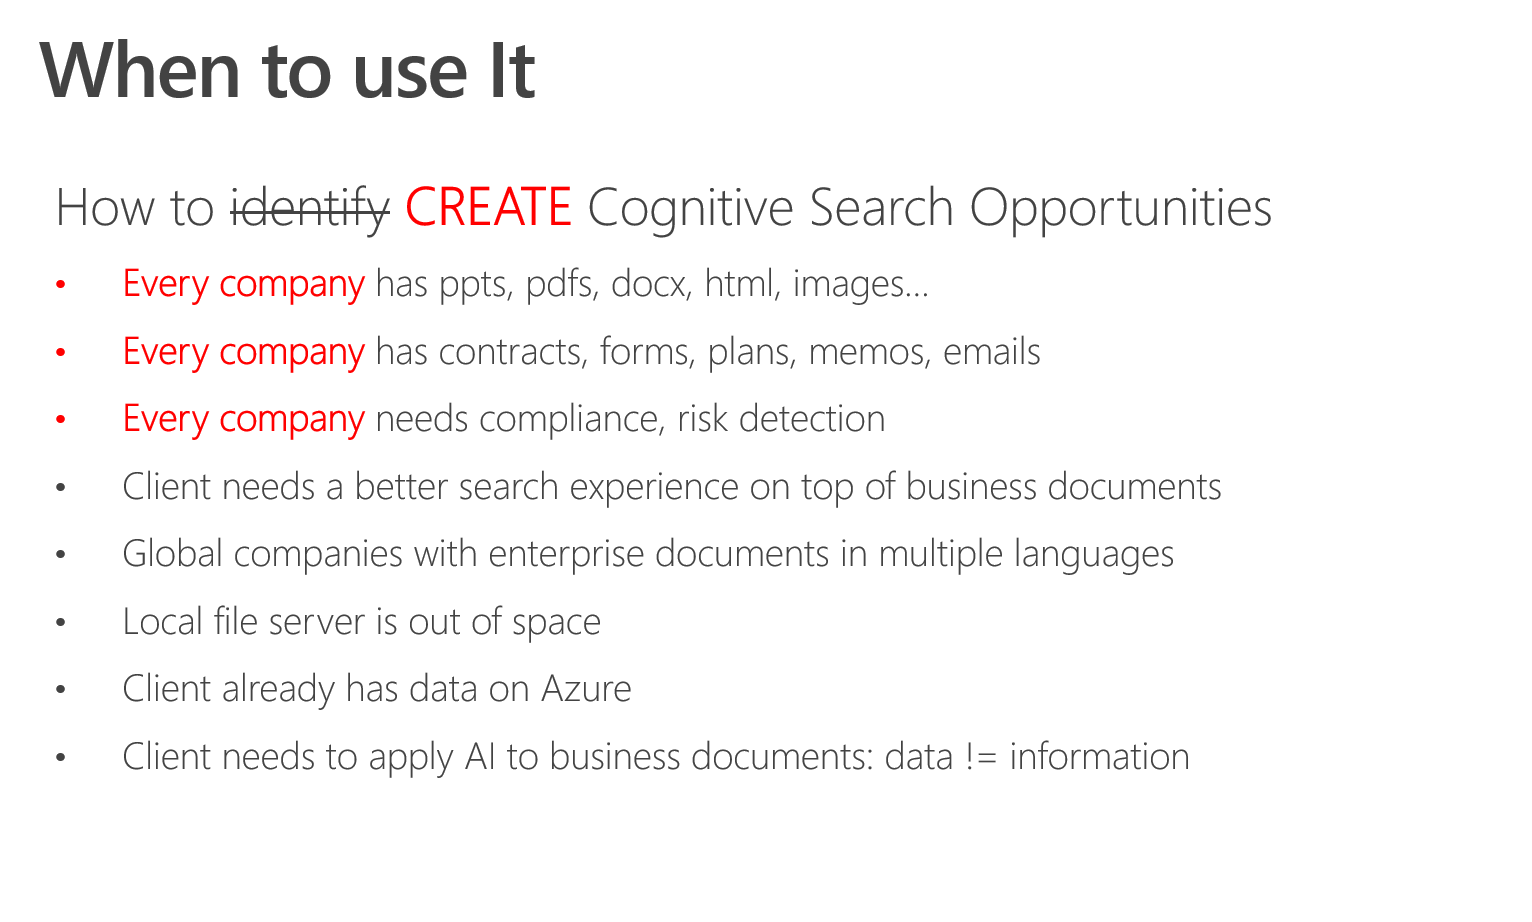 When to use It
How to identify CREATE Cognitive Search Opportunities
• Every company has ppts, pdfs, docx, html, images...
• Every company has contracts, forms, plans, memos, emails
• Every company needs compliance, risk detection
• Client needs a better search experience on top of business documents
• Global companies with enterprise documents in multiple languages
• Local file server is out of space
• Client already has data on Azure
• Client needs to apply AI to business documents: data != information